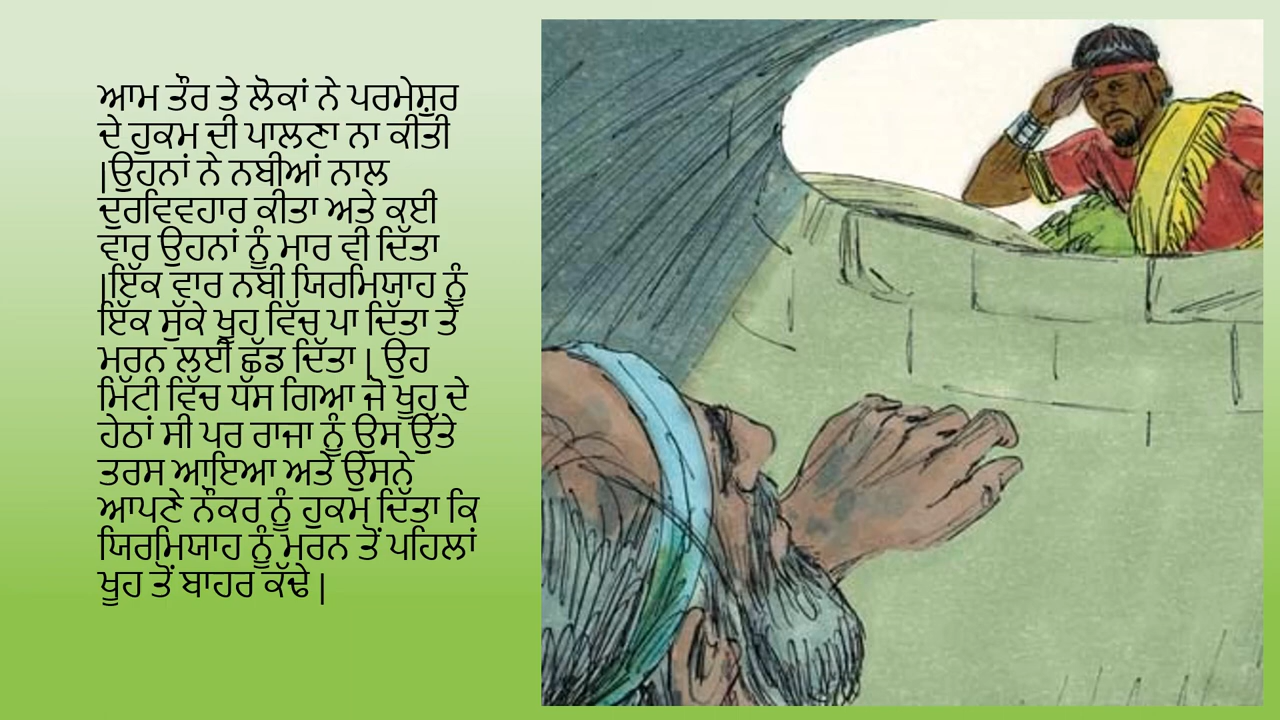 ਆਮ ਤੌਰ ਤੇ ਲੋਕਾਂ ਨੇ ਪਰਮੇਸ਼ੁਰ
ਦੇ ਹੁਕਮ ਦੀ ਪਾਲਣਾ ਨਾ ਕੀਤੀ
|ਉਹਨਾਂ ਨੇ ਨਬੀਆਂ ਨਾਲ
ਦੁਰਵਿਵਹਾਰ ਕੀਤਾ ਅਤੇ ਕਈ
ਵਾਰ ਉਹਨਾਂ ਨੂੰ ਮਾਰ ਵੀ ਦਿੱਤਾ
|ਇੱਕ ਵਾਰ ਨਬੀ ਯਿਰਮਿਯਾਹ ਨੂੰ
ਇੱਕ ਸੁੱਕੇ ਖੂਹ ਵਿੱਚ ਪਾ ਦਿੱਤਾ ਤੇ
ਮਰਨ ਲਈ ਛੱਡ ਦਿੱਤਾ | ਉਹ
ਮਿੱਟੀ ਵਿੱਚ ਧੱਸ ਗਿਆ ਜੋ ਖੂਹ ਦੇ
ਹੇਠਾਂ ਸੀ ਪਰ ਰਾਜਾ ਨੂੰ ਉਸ ਉੱਤੇ
ਤਰਸ ਆਇਆ ਅਤੇ ਉਸਨੇ
ਆਪਣੇ ਨੌਕਰ ਨੂੰ ਹੁਕਮ ਦਿੱਤਾ ਕਿ
ਯਿਰਮਿਯਾਹ ਨੂੰ ਮਰਨ ਤੋਂ ਪਹਿਲਾਂ
ਖੂਹ ਤੋਂ ਬਾਹਰ ਕੱਢੇ |